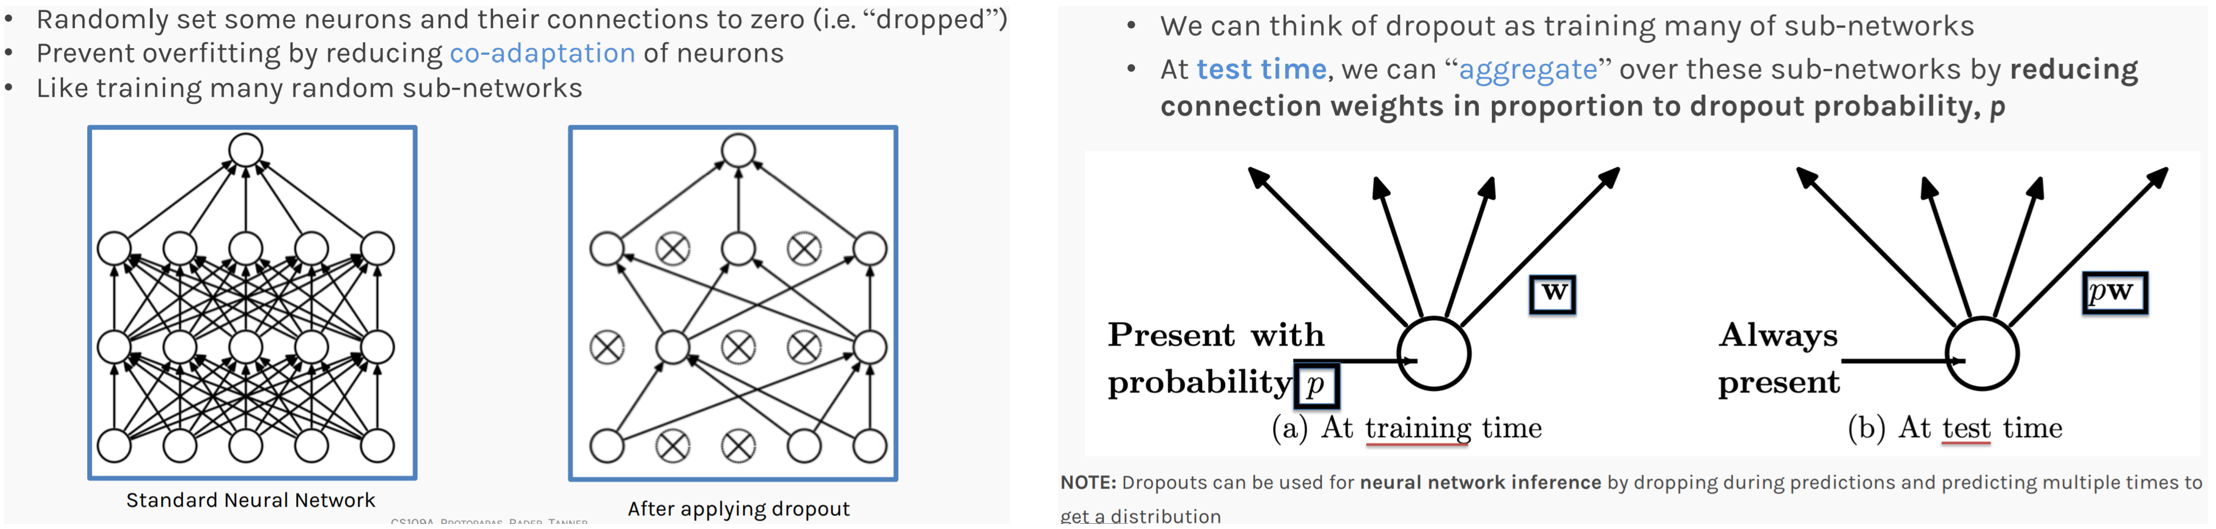 • Randomly set some neurons and their connections to zero (i.e. “dropped”)
• Prevent overfitting by reducing co-adaptation of neurons
• Like training many random sub-networks
Standard Neural Network
After applying dropout
CS109A, PROTOPAPAS, RADER, TANNER
• We can think of dropout as training many of sub-networks
• At test time, we can “aggregate” over these sub-networks by reducing
connection weights in proportion to dropout probability, p
Present with
probability p
w
(a) At training time
Always
present
pw
(b) At test time
NOTE: Dropouts can be used for neural network inference by dropping during predictions and predicting multiple times to
get a distribution